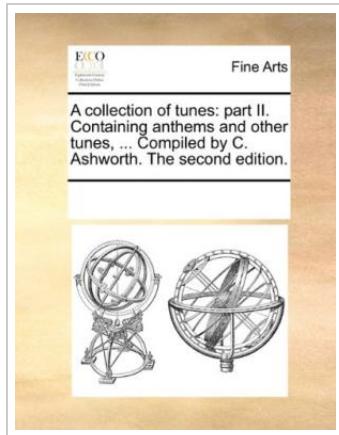 ECCO
Fine Arts
A collection of tunes: part II.
Containing anthems and other
tunes, ... Compiled by C.
Ashworth. The second edition.